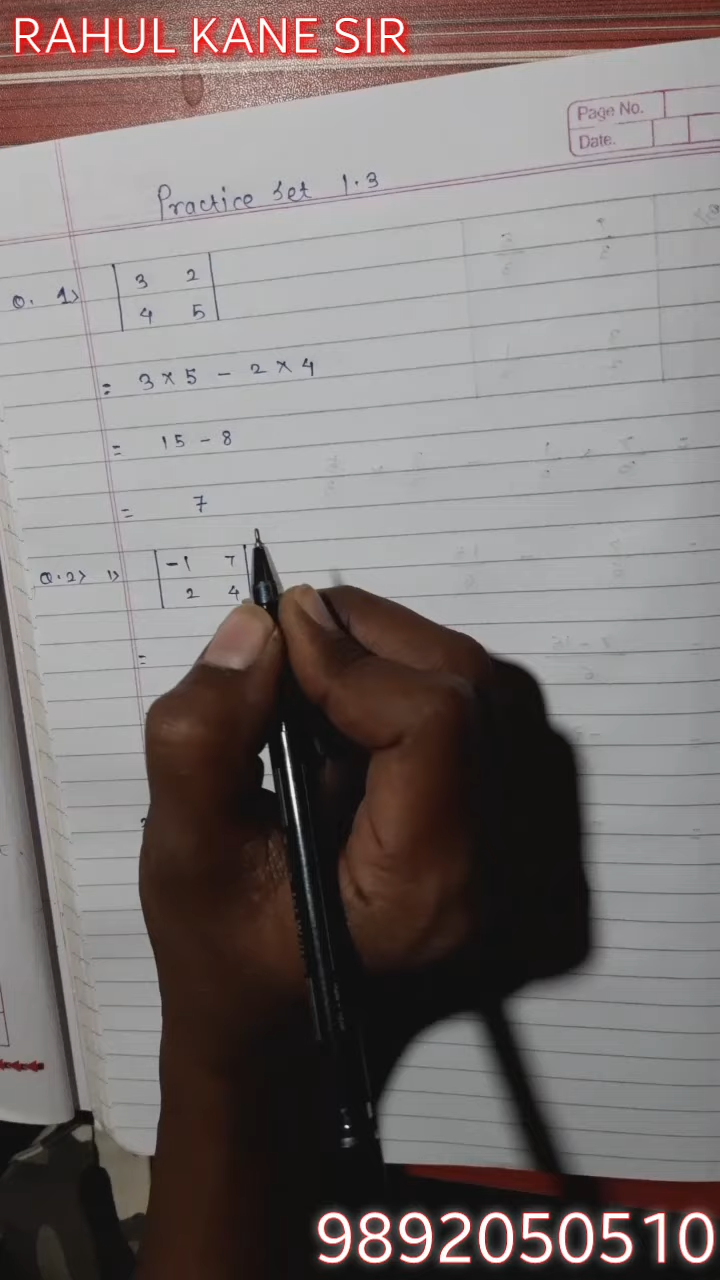 RAHUL KANE SIR
Page No.
Date.
Practice Set 1.3
Q. 1> | 3 2 |
| 4 5 |
= 3 × 5 - 2 × 4
= 15 - 8
= 7
Q.2> 1> | -1 7 |
| 2 4
=
9892050510